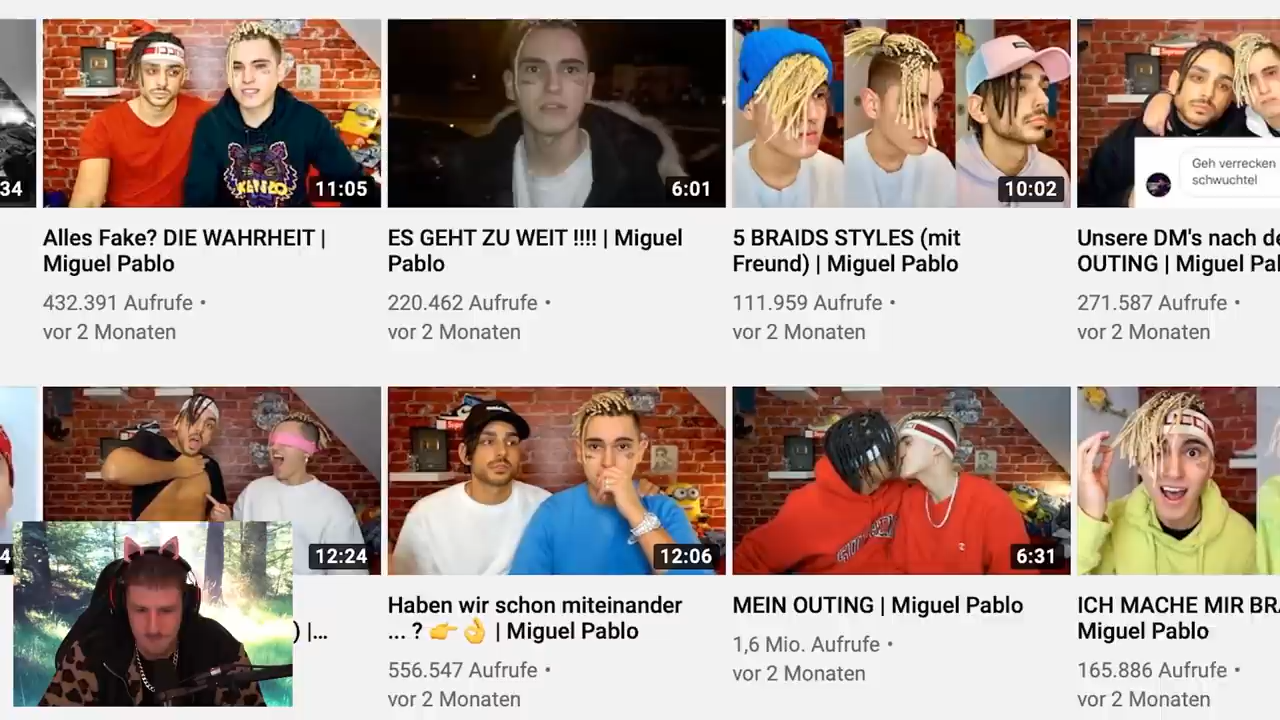 34
11:05
6:01
10:02
Geh verrecken
schwuchtel
Alles Fake? DIE WAHRHEIT |
Miguel Pablo
432.391 Aufrufe •
vor 2 Monaten
ES GEHT ZU WEIT !!!! | Miguel
Pablo
220.462 Aufrufe •
vor 2 Monaten
5 BRAIDS STYLES (mit
Freund) | Miguel Pablo
111.959 Aufrufe •
vor 2 Monaten
Unsere DM's nach de
OUTING | Miguel Pal
271.587 Aufrufe •
vor 2 Monaten
4
12:24
12:06
6:31
) |...
Haben wir schon miteinander
... ? 👉👌 | Miguel Pablo
556.547 Aufrufe •
vor 2 Monaten
MEIN OUTING | Miguel Pablo
1,6 Mio. Aufrufe •
vor 2 Monaten
ICH MACHE MIR BRA
Miguel Pablo
165.886 Aufrufe •
vor 2 Monaten
KENZO